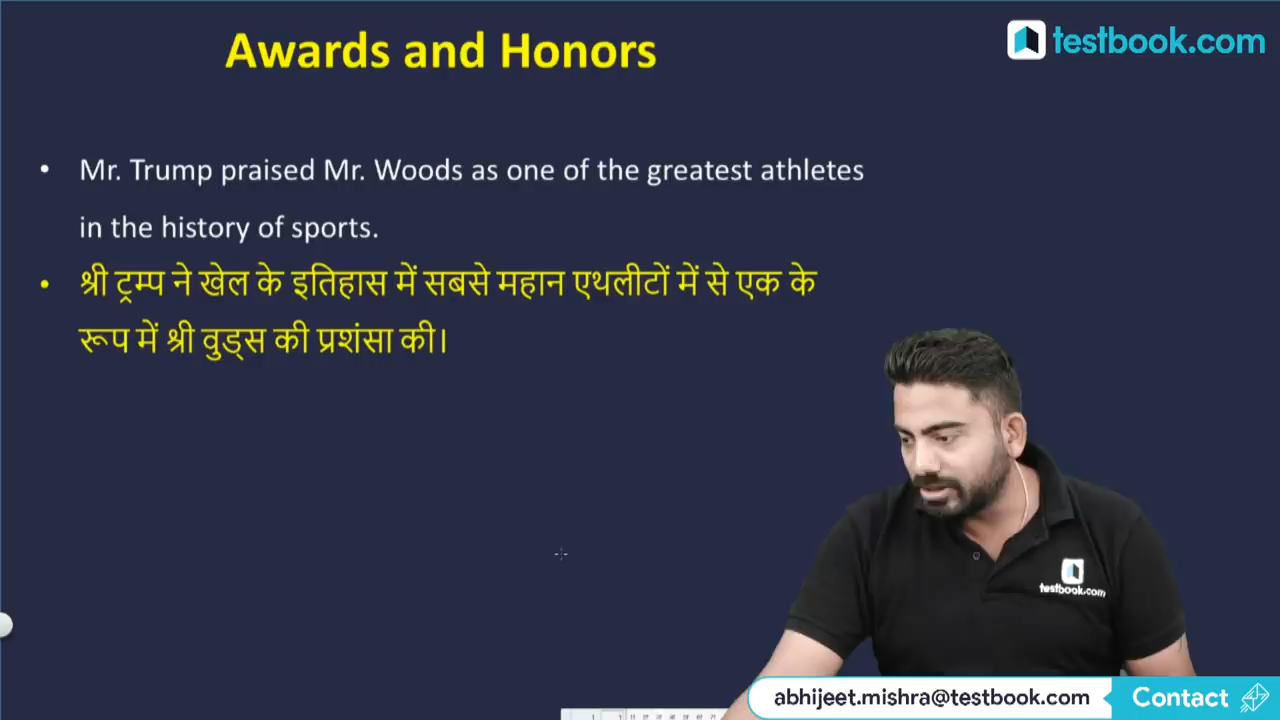 Awards and Honors
testbook.com
• Mr. Trump praised Mr. Woods as one of the greatest athletes
in the history of sports.
• श्री ट्रम्प ने खेल के इतिहास में सबसे महान एथलीटों में से एक के
रूप में श्री वुड्स की प्रशंसा की।
testbook.com
abhijeet.mishra@testbook.com
Contact